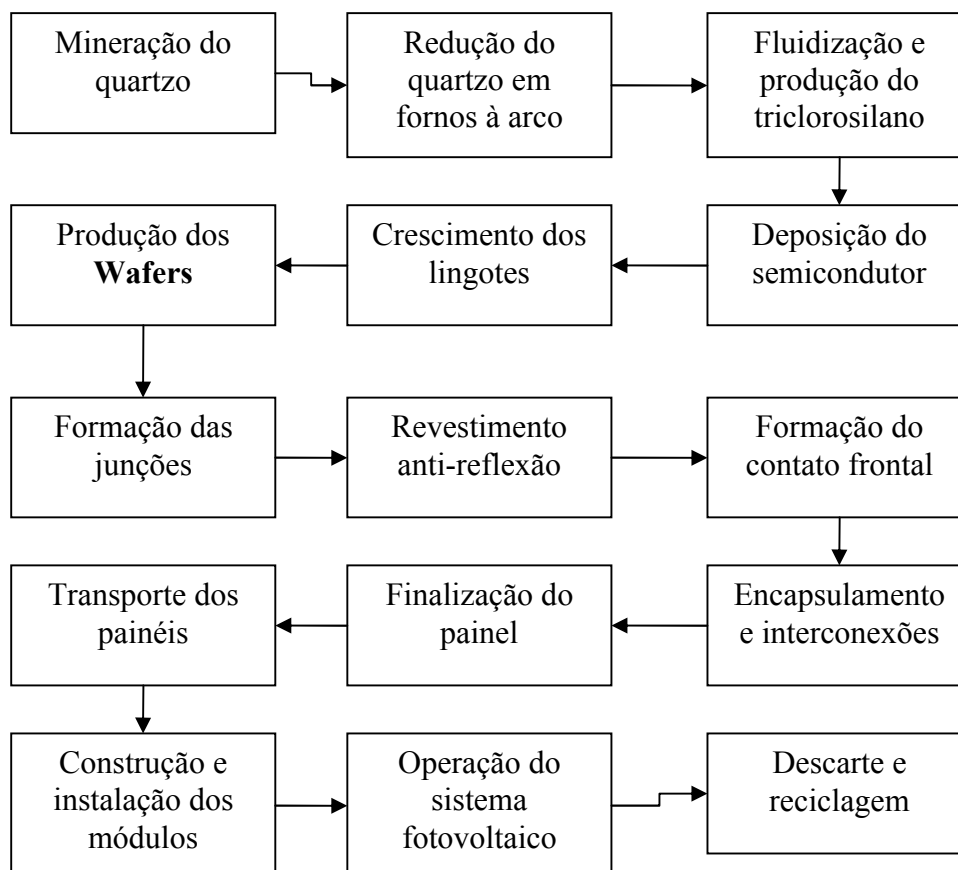 Mineração do
quartzo
Redução do
quartzo em
fornos à arco
Fluidização e
produção do
triclorosilano
Deposição do
semicondutor
Crescimento dos
lingotes
Produção dos
Wafers
Formação das
junções
Revestimento
anti-reflexão
Formação do
contato frontal
Encapsulamento
e interconexões
Finalização do
painel
Transporte dos
painéis
Construção e
instalação dos
módulos
Operação do
sistema
fotovoltaico
Descarte e
reciclagem